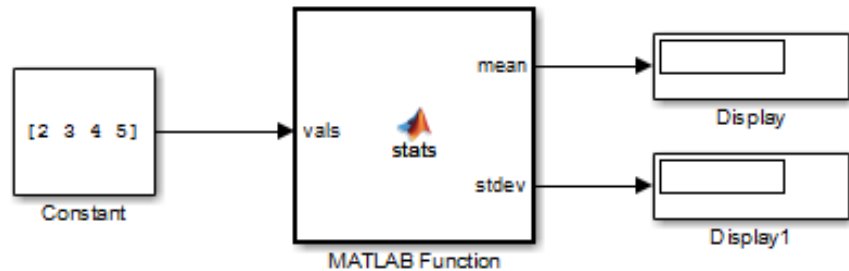 [2 3 4 5]
Constant
vals
stats
mean
stdev
MATLAB Function
Display
Display1